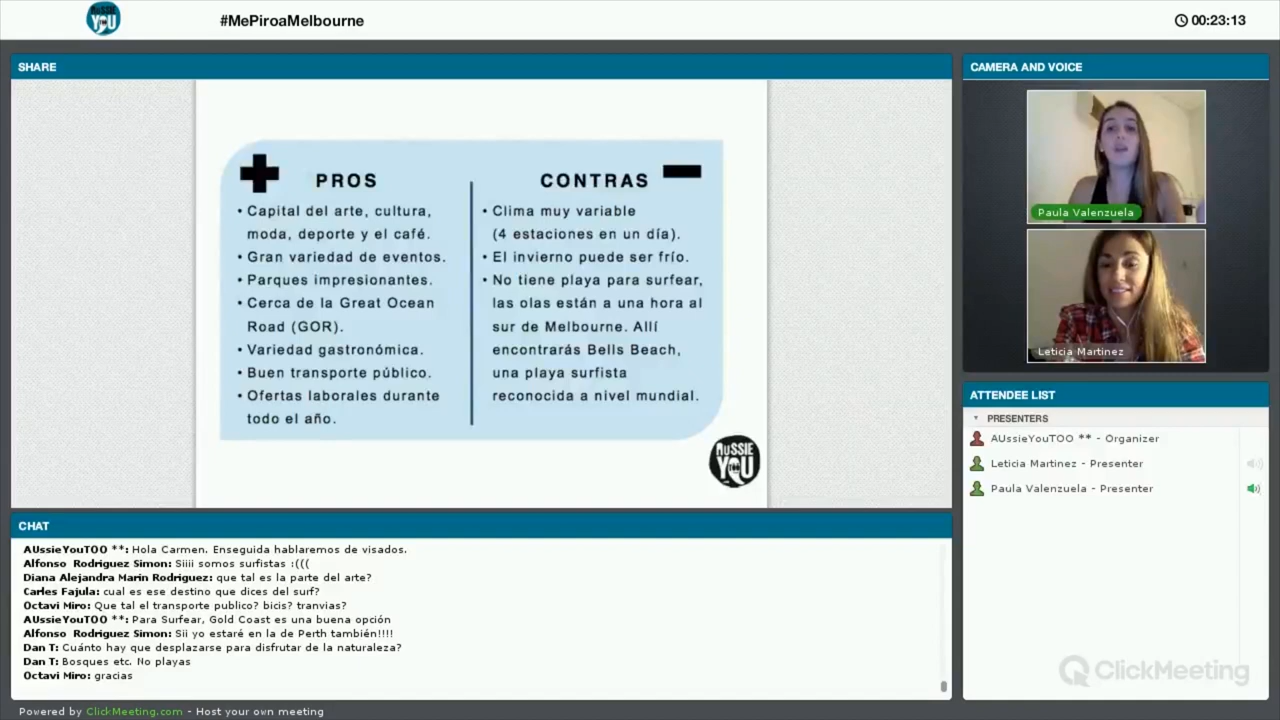 AUSSIE
YOU
TOO
#MePiroaMelbourne
00:23:13
SHARE
PROS
• Capital del arte, cultura,
moda, deporte y el café.
• Gran variedad de eventos.
• Parques impresionantes.
• Cerca de la Great Ocean
Road (GOR).
• Variedad gastronómica.
• Buen transporte público.
• Ofertas laborales durante
todo el año.
CONTRAS
• Clima muy variable
(4 estaciones en un día).
• El invierno puede ser frío.
• No tiene playa para surfear,
las olas están a una hora al
sur de Melbourne. Allí
encontrarás Bells Beach,
una playa surfista
reconocida a nivel mundial.
AUSSIE
YOU
TOO
CAMERA AND VOICE
Paula Valenzuela
Leticia Martinez
ATTENDEE LIST
PRESENTERS
AUssieYouTOO ** - Organizer
Leticia Martinez - Presenter
Paula Valenzuela - Presenter
ClickMeeting
CHAT
AUssieYouTOO **: Hola Carmen. Enseguida hablaremos de visados.
Alfonso Rodriguez Simon: Siiii somos surfistas :(((
Diana Alejandra Marin Rodriguez: que tal es la parte del arte?
Carles Fajula: cual es ese destino que dices del surf?
Octavi Miro: Que tal el transporte publico? bicis? tranvias?
AUssieYouTOO **: Para Surfear, Gold Coast es una buena opción
Alfonso Rodriguez Simon: Sii yo estaré en la de Perth también!!!!
Dan T: Cuánto hay que desplazarse para disfrutar de la naturaleza?
Dan T: Bosques etc. No playas
Octavi Miro: gracias
Powered by ClickMeeting.com - Host your own meeting